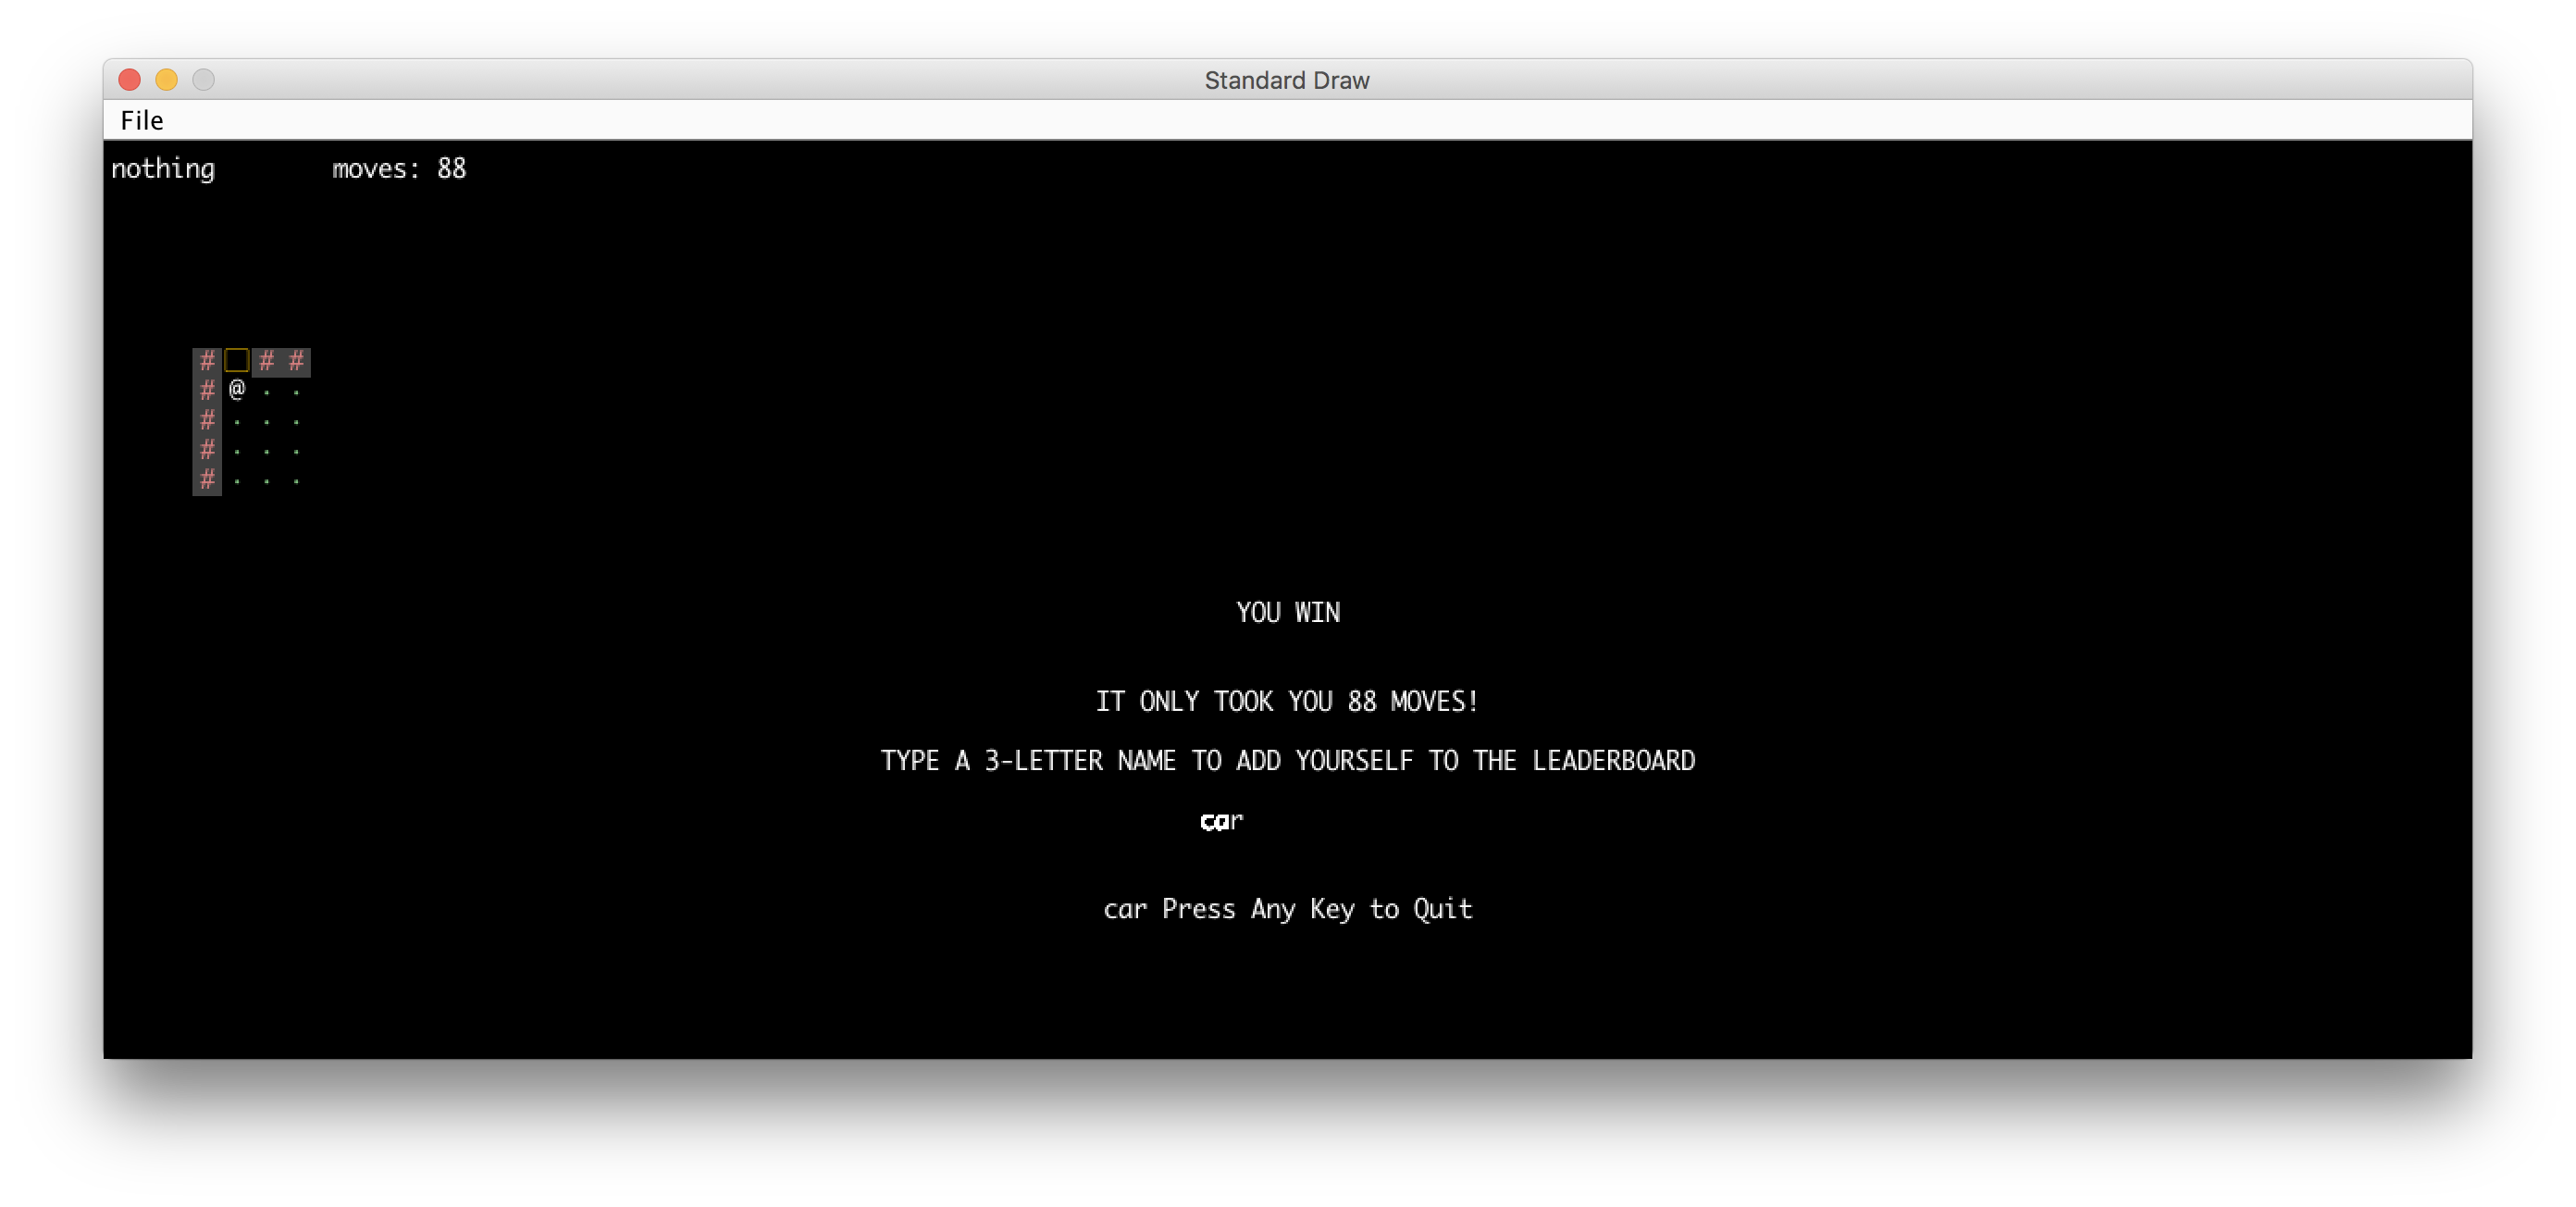 Standard Draw
File
nothing moves: 88
# # #
# @ . .
# . . .
# . . .
# . . .
YOU WIN
IT ONLY TOOK YOU 88 MOVES!
TYPE A 3-LETTER NAME TO ADD YOURSELF TO THE LEADERBOARD
car
car Press Any Key to Quit